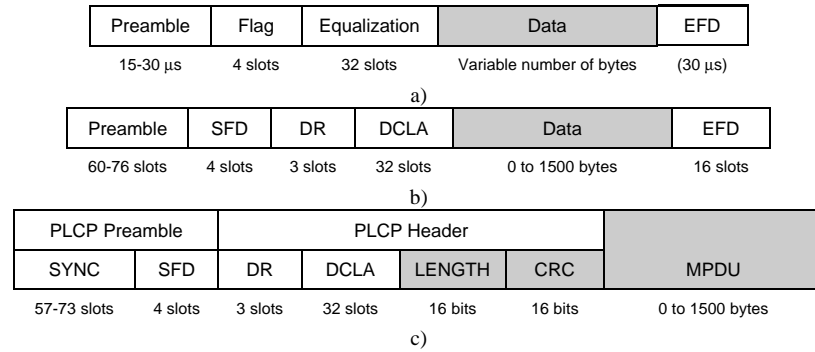 Preamble Flag Equalization Data EFD
15-30 μs 4 slots 32 slots Variable number of bytes (30 μs)
a)
Preamble SFD DR DCLA Data EFD
60-76 slots 4 slots 3 slots 32 slots 0 to 1500 bytes 16 slots
b)
PLCP Preamble PLCP Header
SYNC SFD DR DCLA LENGTH CRC MPDU
57-73 slots 4 slots 3 slots 32 slots 16 bits 16 bits 0 to 1500 bytes
c)